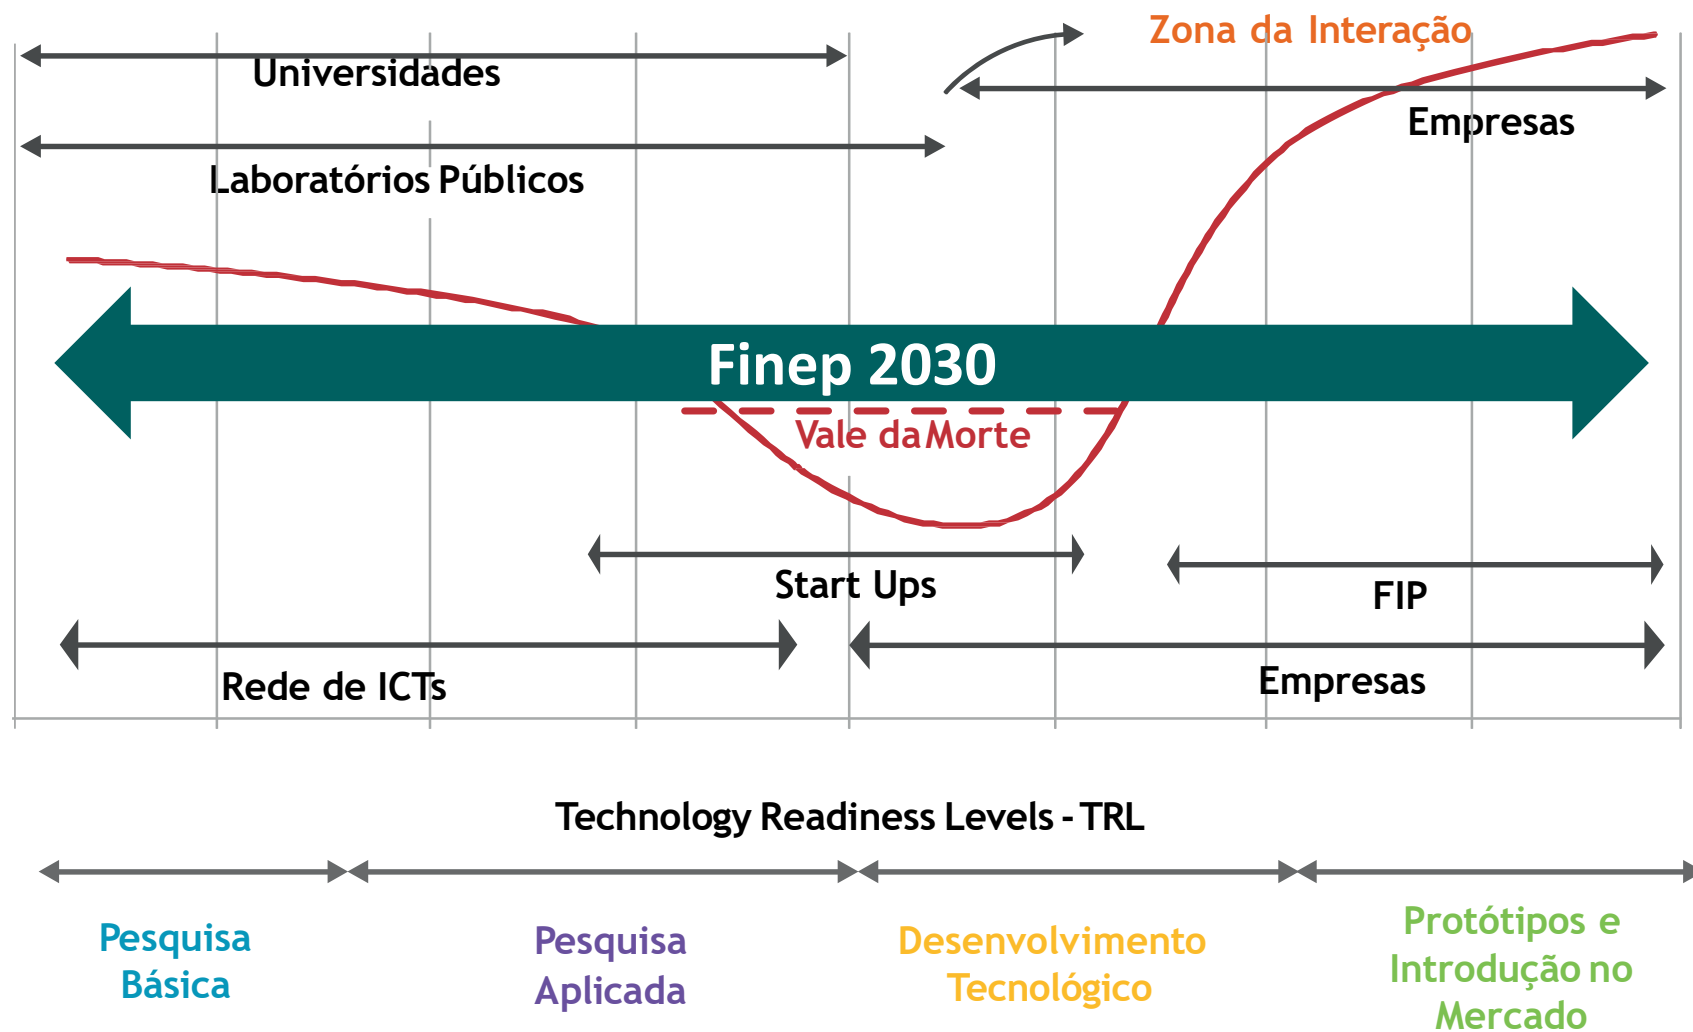 Zona da Interação
Universidades
Empresas
Laboratórios Públicos
Finep 2030
Vale da Morte
Start Ups
FIP
Rede de ICTs
Empresas
Technology Readiness Levels - TRL
Pesquisa
Básica
Pesquisa
Aplicada
Desenvolvimento
Tecnológico
Protótipos e
Introdução no
Mercado